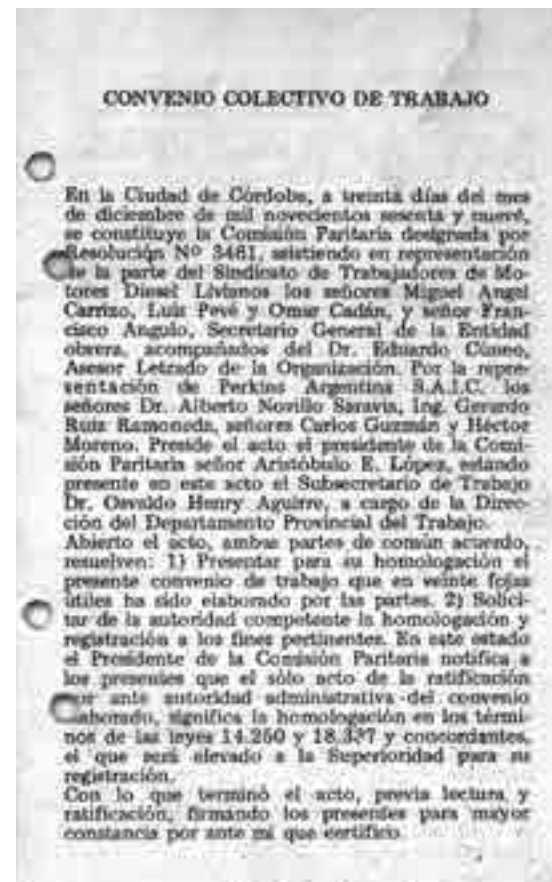 CONVENIO COLECTIVO DE TRABAJO
En la Ciudad de Córdoba, a treinta días del mes
de diciembre de mil novecientos sesenta y nueve,
se constituye la Comisión Paritaria designada por
Resolución Nº 3461, asistiendo en representación
de la parte del Sindicato de Trabajadores de Mo-
tores Diesel Livianos los señores Miguel Angel
Carrizo, Luis Pevé y Omar Cadán, y señor Fran-
cisco Angulo, Secretario General de la Entidad
obrera, acompañados del Dr. Eduardo Cúneo,
Asesor Letrado de la Organización. Por la repre-
sentación de Perkins Argentina S.A.I.C. los
señores Dr. Alberto Novillo Saravia, Ing. Gerardo
Ruiz Ramoneda, señores Carlos Guzmán y Héctor
Moreno. Preside el acto el presidente de la Comi-
sión Paritaria señor Aristóbulo E. López, estando
presente en este acto el Subsecretario de Trabajo
Dr. Osvaldo Henry Aguirre, a cargo de la Direc-
ción del Departamento Provincial del Trabajo.
Abierto el acto, ambas partes de común acuerdo,
resuelven: 1) Presentar para su homologación el
presente convenio de trabajo que en veinte fojas
útiles ha sido elaborado por las partes. 2) Solici-
tar de la autoridad competente la homologación y
registración a los fines pertinentes. En este estado
el Presidente de la Comisión Paritaria notifica a
los presentes que el sólo acto de la ratificación
por ante autoridad administrativa del convenio
elaborado, significa la homologación en los térmi-
nos de las leyes 14.250 y 18.337 y concordantes,
el que será elevado a la Superioridad para su
registración.
Con lo que terminó el acto, previa lectura y
ratificación, firmando los presentes para mayor
constancia por ante mí que certifico